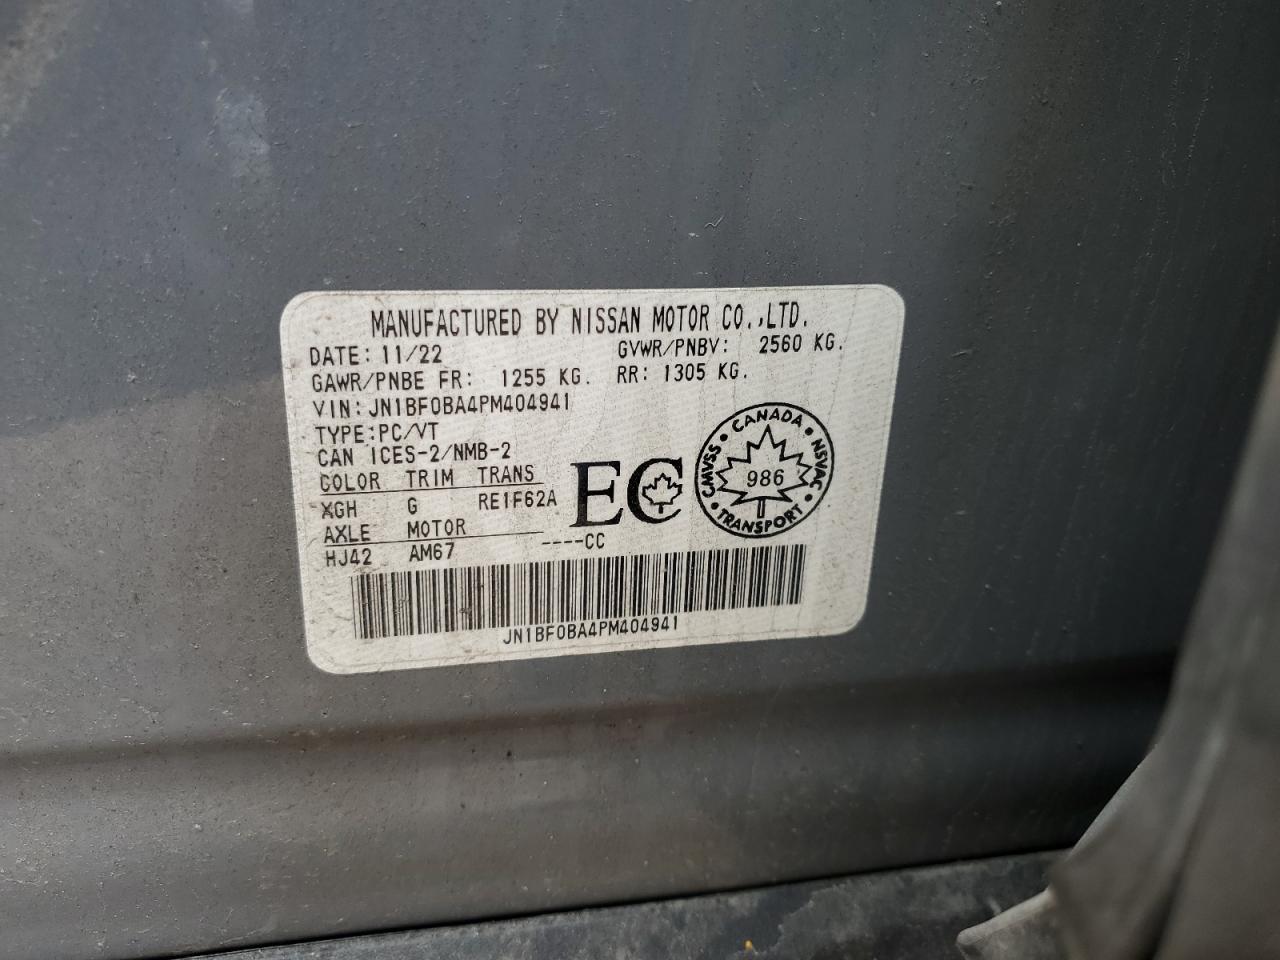 MANUFACTURED BY NISSAN MOTOR CO.,LTD.
DATE: 11/22 GVWR/PNBV: 2560 KG.
GAWR/PNBE FR: 1255 KG. RR: 1305 KG.
VIN: JN1BF0BA4PM404941
TYPE:PC/VT
CAN ICES-2/NMB-2
COLOR TRIM TRANS
XGH G RE1F62A
AXLE MOTOR
HJ42 AM67 ----CC
EC
CANADA
CMVSS NSVAC
986
TRANSPORT
JN1BF0BA4PM404941